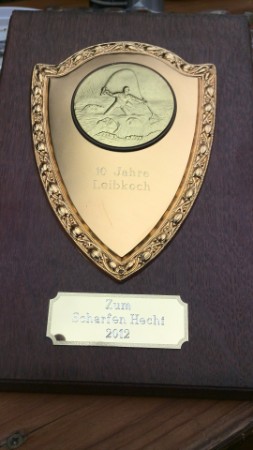 10 Jahre
Leibkoch
Zum
Scharfen Hecht
2012